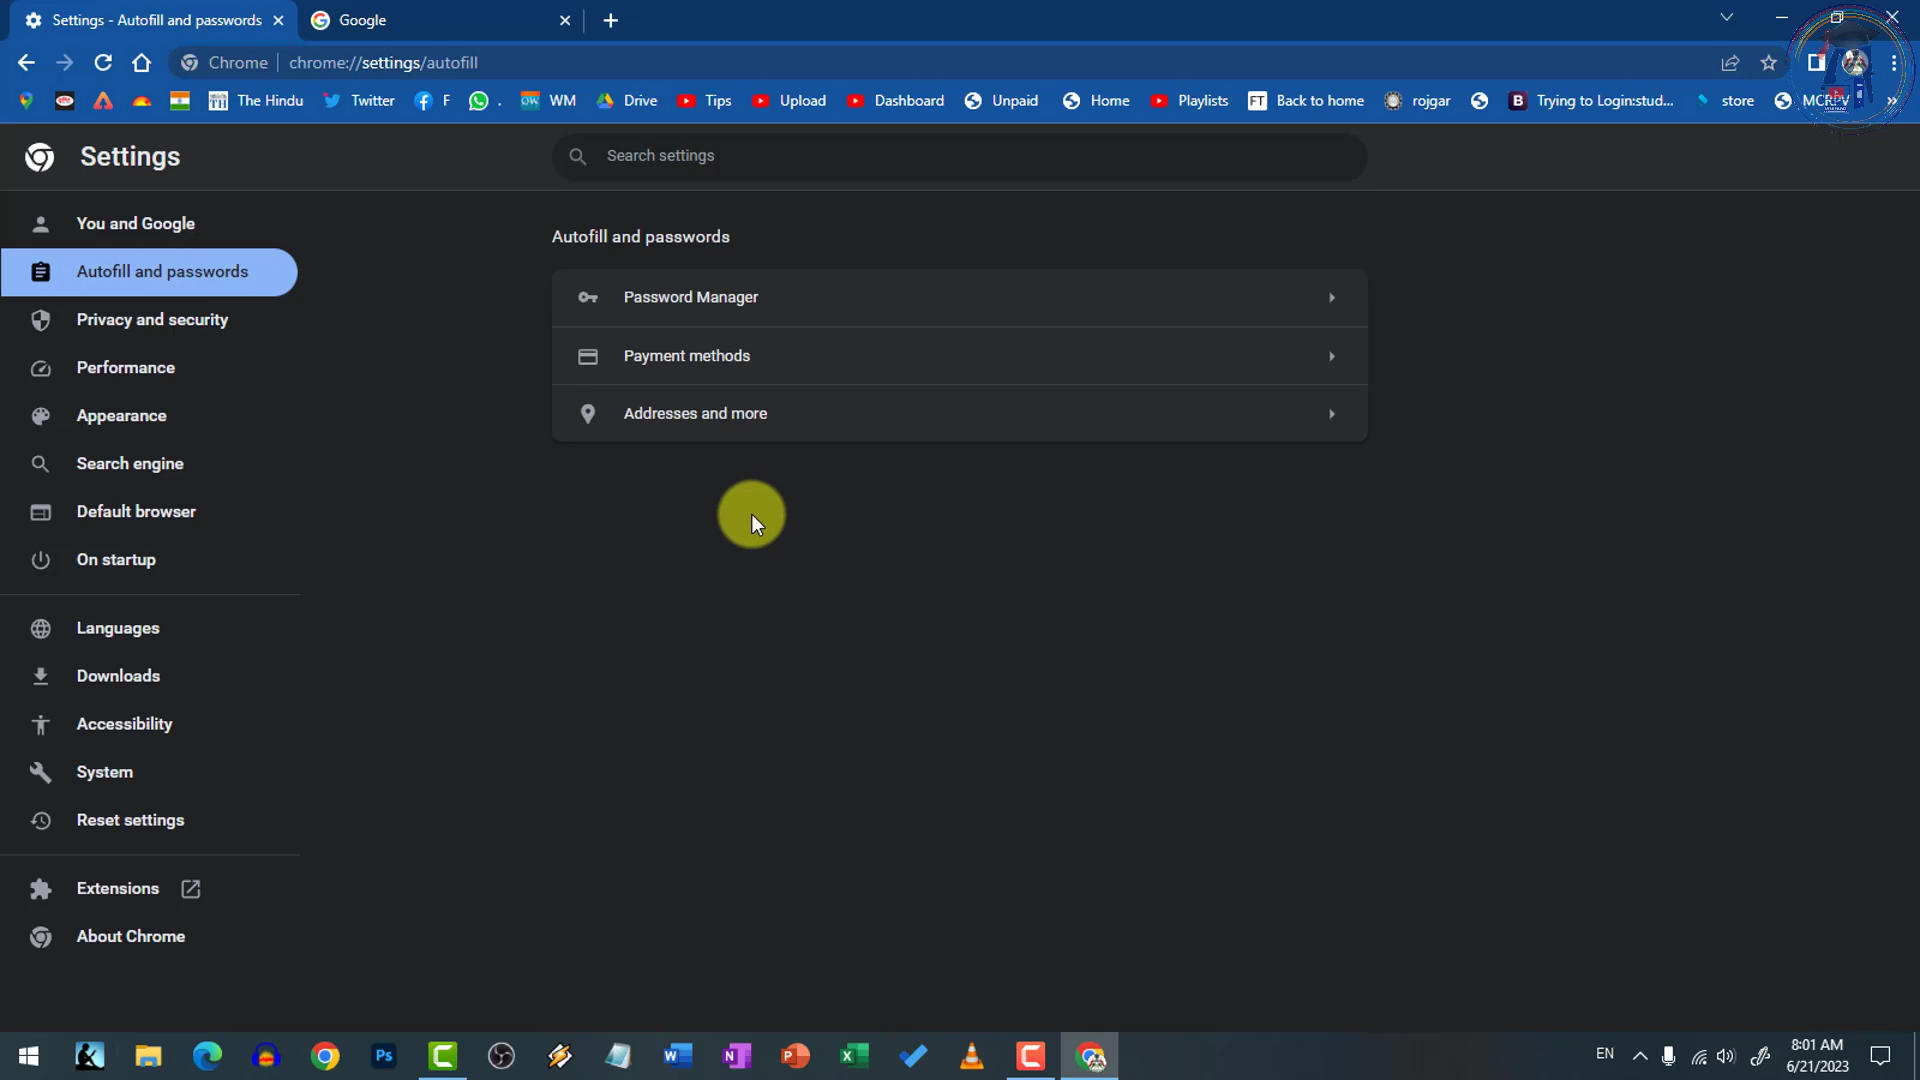 Settings - Autofill and passwords
Google
Chrome
chrome://settings/autofill
The Hindu
Twitter
F
.
WM
Drive
Tips
Upload
Dashboard
Unpaid
Home
Playlists
FT
Back to home
rojgar
B
Trying to Login:stud...
store
MCRPV
Settings
Search settings
You and Google
Autofill and passwords
Privacy and security
Performance
Appearance
Search engine
Default browser
On startup
Languages
Downloads
Accessibility
System
Reset settings
Extensions
About Chrome
Autofill and passwords
Password Manager
Payment methods
Addresses and more
Ps
EN
8:01 AM
6/21/2023